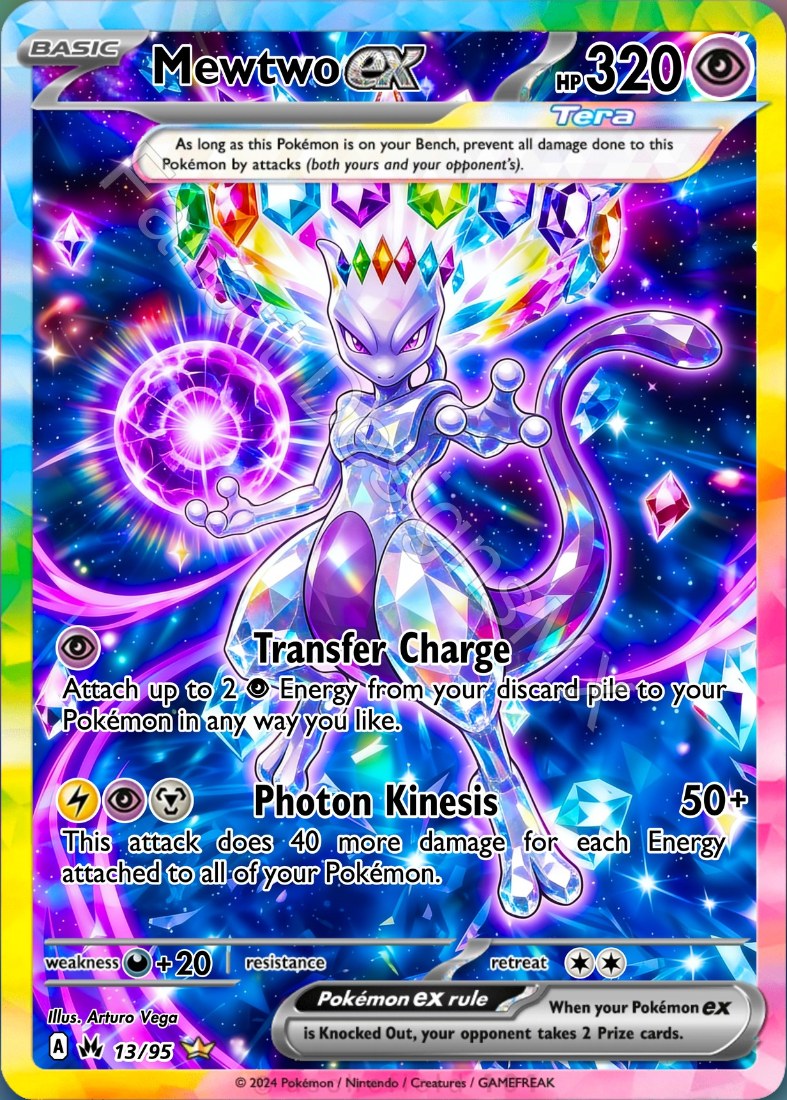 BASIC
Mewtwo ex
HP 320
Tera
As long as this Pokémon is on your Bench, prevent all damage done to this
Pokémon by attacks (both yours and your opponent's).
Transfer Charge
Attach up to 2 Energy from your discard pile to your
Pokémon in any way you like.
Photon Kinesis 50+
This attack does 40 more damage for each Energy
attached to all of your Pokémon.
weakness +20 resistance retreat
Pokémon ex rule
When your Pokémon ex
is Knocked Out, your opponent takes 2 Prize cards.
Illus. Arturo Vega
A 13/95
© 2024 Pokémon / Nintendo / Creatures / GAMEFREAK